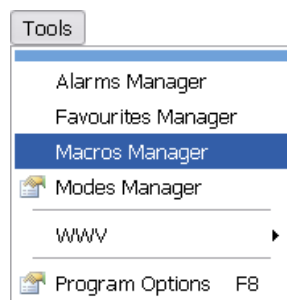 Tools
Alarms Manager
Favourites Manager
Macros Manager
Modes Manager
WWV
Program Options F8